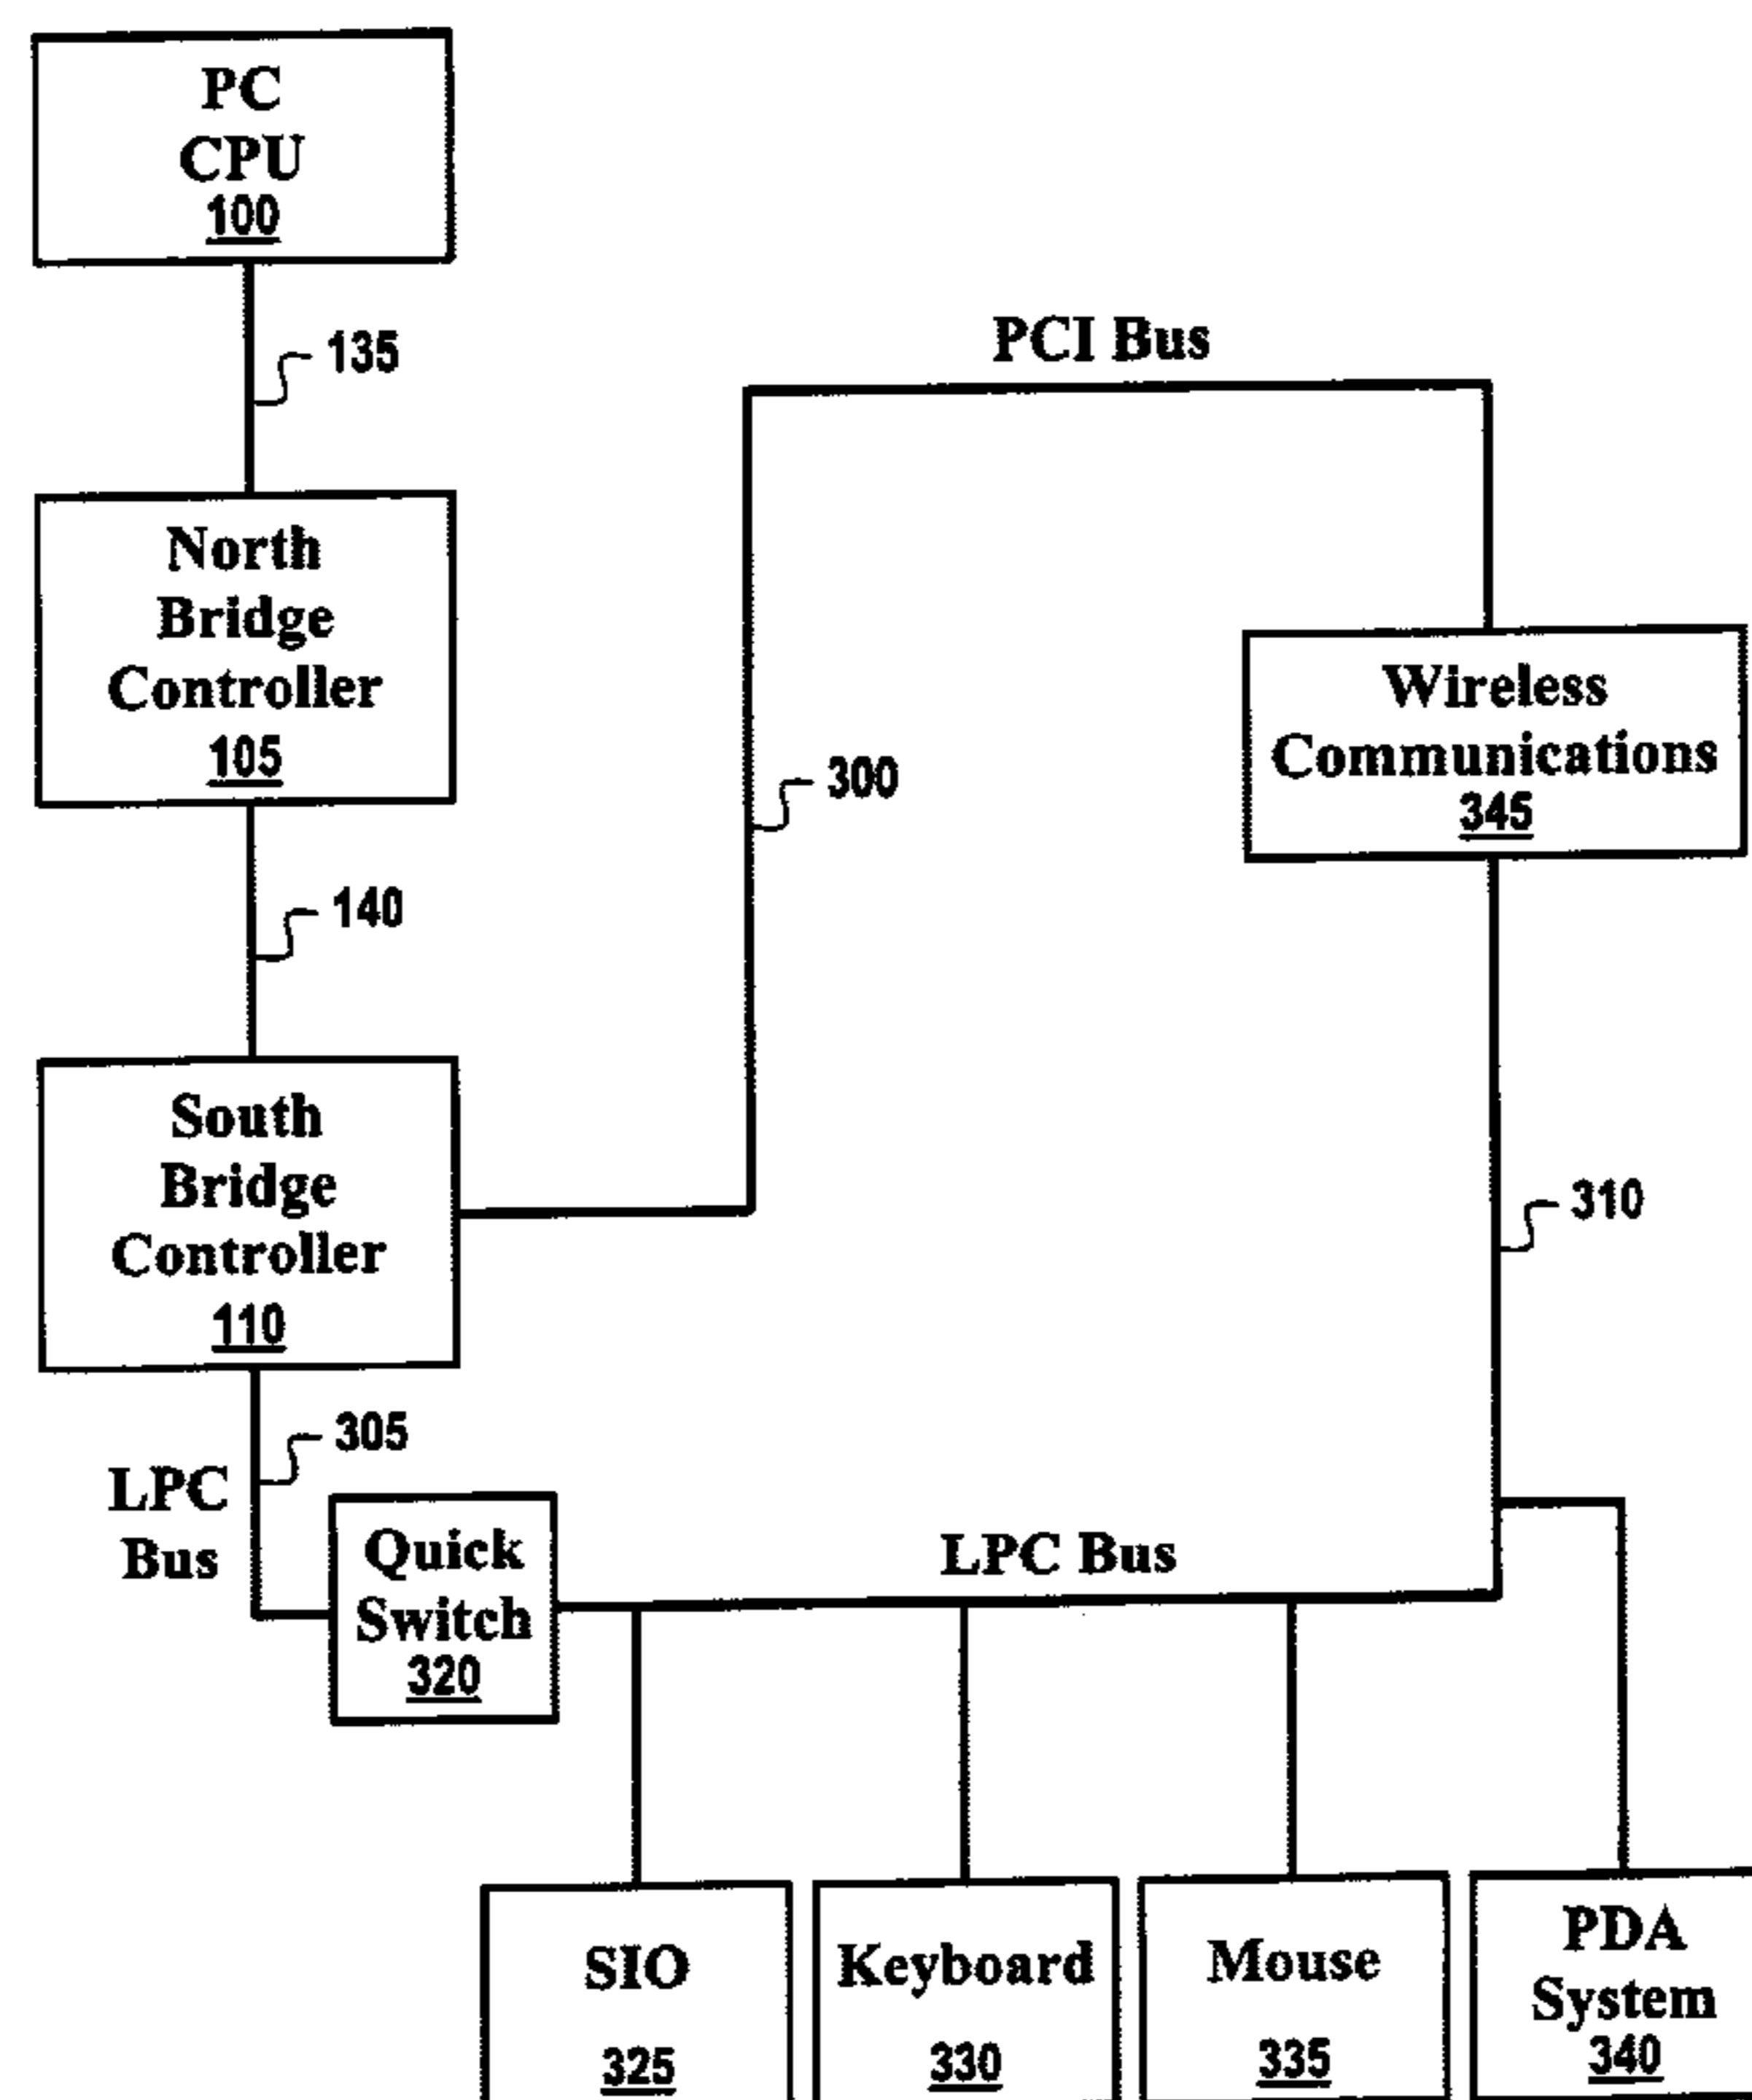 PC
CPU
100
135
PCI Bus
North
Bridge
Controller
105
300
Wireless
Communications
345
140
South
Bridge
Controller
110
310
305
LPC
Bus
Quick
Switch
320
LPC Bus
SIO
325
Keyboard
330
Mouse
335
PDA
System
340